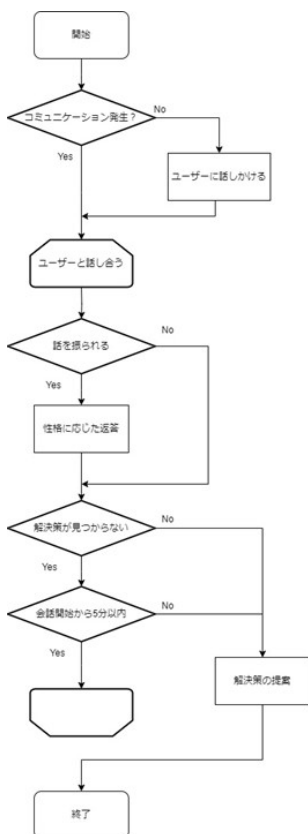 開始
コミュニケーション発生？
No
Yes
ユーザーに話しかける
ユーザーと話し合う
話を振られる
No
Yes
性格に応じた返答
解決策が見つからない
No
Yes
会話開始から5分以内
No
Yes
解決策の提案
終了